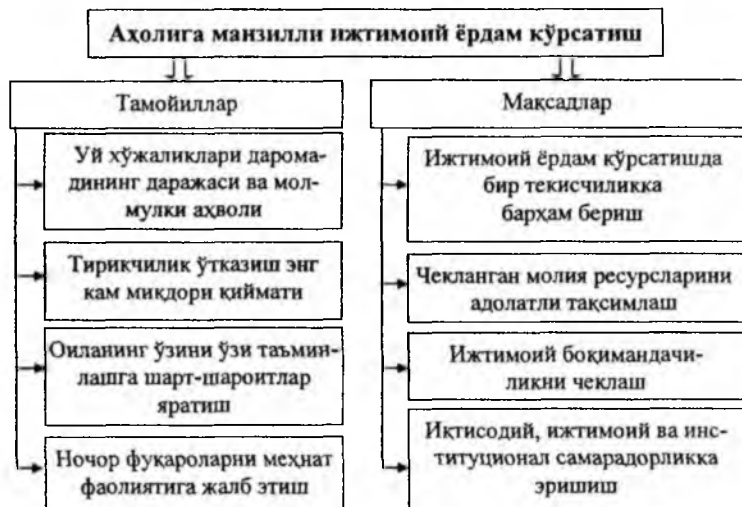 Аҳолига манзилли ижтимоий ёрдам кўрсатиш
Тамойиллар
Уй хўжаликлари дарома-
дининг даражаси ва мол-
мулки аҳволи
Тирикчилик ўтказиш энг
кам миқдори қиймати
Оиланинг ўзини ўзи таъмин-
лашга шарт-шароитлар
яратиш
Ночор фуқароларни меҳнат
фаолиятига жалб этиш
Мақсадлар
Ижтимоий ёрдам кўрсатишда
бир текисчиликка
барҳам бериш
Чекланган молия ресурсларини
адолатли тақсимлаш
Ижтимоий боқимандачи-
ликни чеклаш
Иқтисодий, ижтимоий ва инс-
титуционал самарадорликка
эришиш